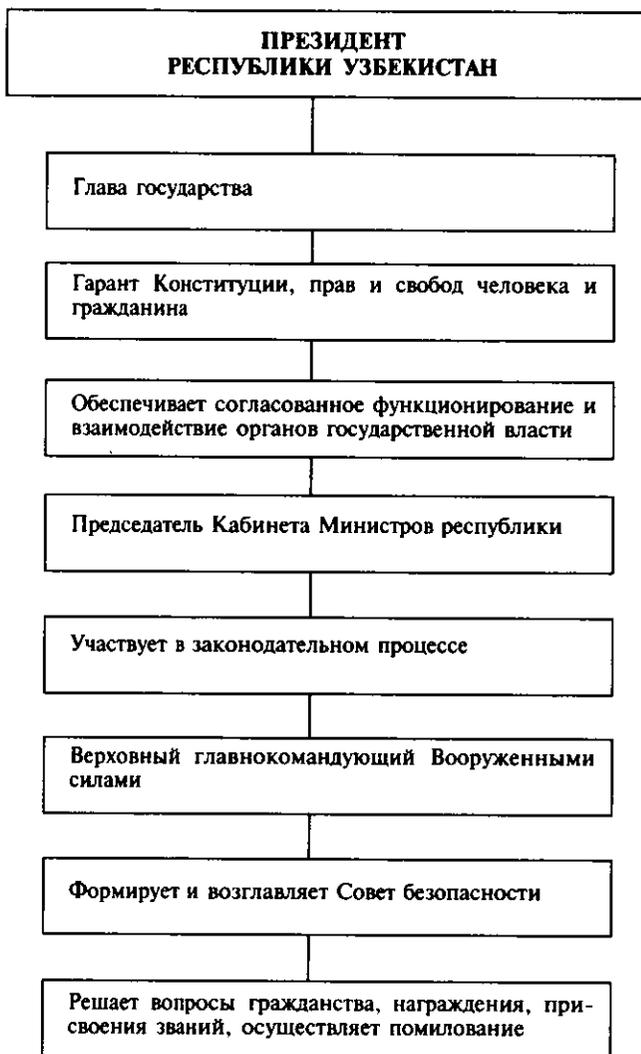 ПРЕЗИДЕНТ
РЕСПУБЛИКИ УЗБЕКИСТАН
Глава государства
Гарант Конституции, прав и свобод человека и
гражданина
Обеспечивает согласованное функционирование и
взаимодействие органов государственной власти
Председатель Кабинета Министров республики
Участвует в законодательном процессе
Верховный главнокомандующий Вооруженными
силами
Формирует и возглавляет Совет безопасности
Решает вопросы гражданства, награждения, при-
своения званий, осуществляет помилование